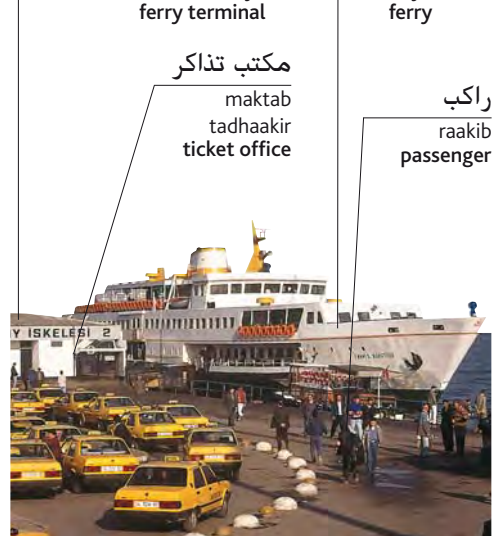 ferry terminal
ferry
مكتب تذاكر
maktab
tadhaakir
ticket office
راكب
raakib
passenger
Y ISKELESI 2